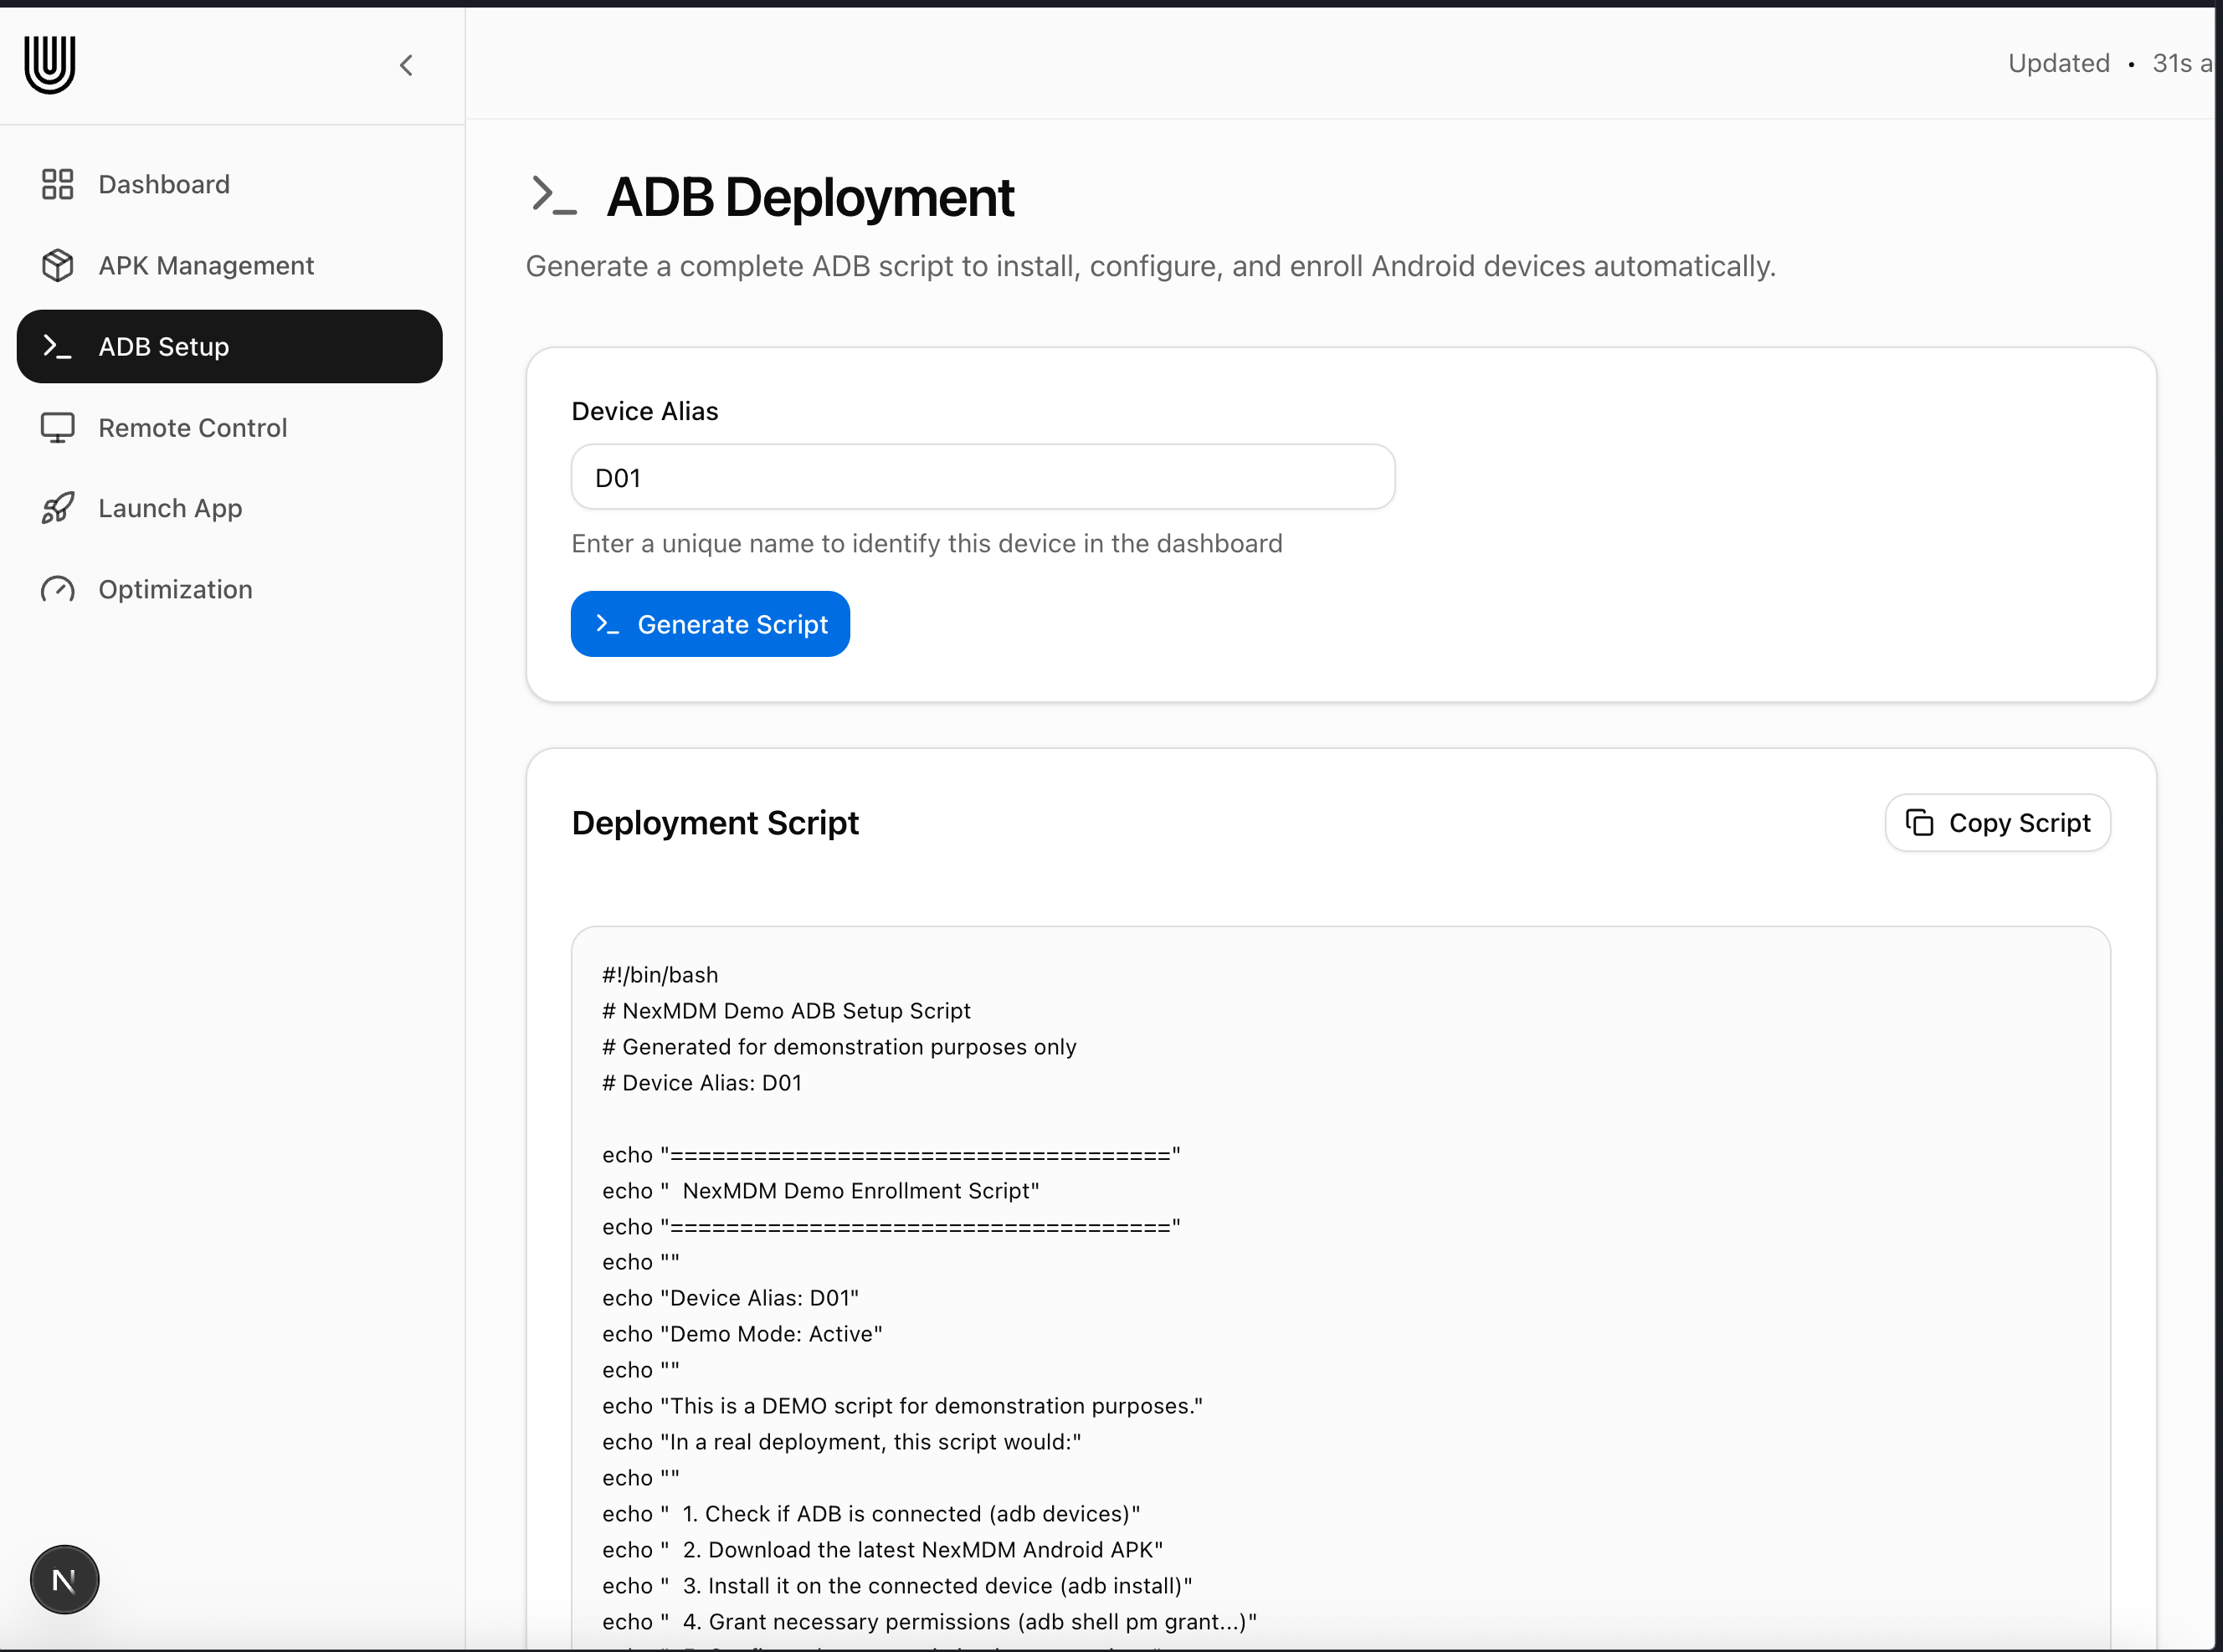 Updated • 31s a
Dashboard
APK Management
ADB Setup
Remote Control
Launch App
Optimization
ADB Deployment
Generate a complete ADB script to install, configure, and enroll Android devices automatically.
Device Alias
D01
Enter a unique name to identify this device in the dashboard
Generate Script
Deployment Script
Copy Script
#!/bin/bash
# NexMDM Demo ADB Setup Script
# Generated for demonstration purposes only
# Device Alias: D01
echo "===================================="
echo "  NexMDM Demo Enrollment Script"
echo "===================================="
echo ""
echo "Device Alias: D01"
echo "Demo Mode: Active"
echo ""
echo "This is a DEMO script for demonstration purposes."
echo "In a real deployment, this script would:"
echo ""
echo "  1. Check if ADB is connected (adb devices)"
echo "  2. Download the latest NexMDM Android APK"
echo "  3. Install it on the connected device (adb install)"
echo "  4. Grant necessary permissions (adb shell pm grant...)"
N